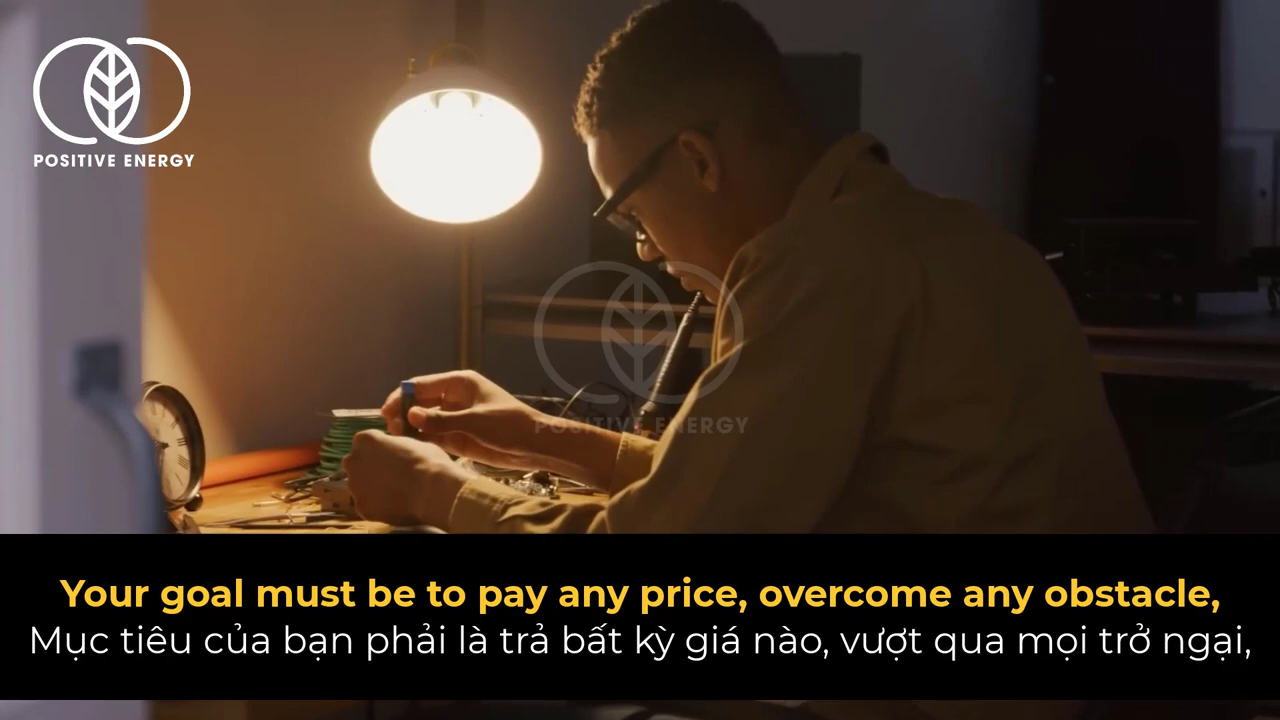 POSITIVE ENERGY
POSITIVE ENERGY
Your goal must be to pay any price, overcome any obstacle,
Mục tiêu của bạn phải là trả bất kỳ giá nào, vượt qua mọi trở ngại,